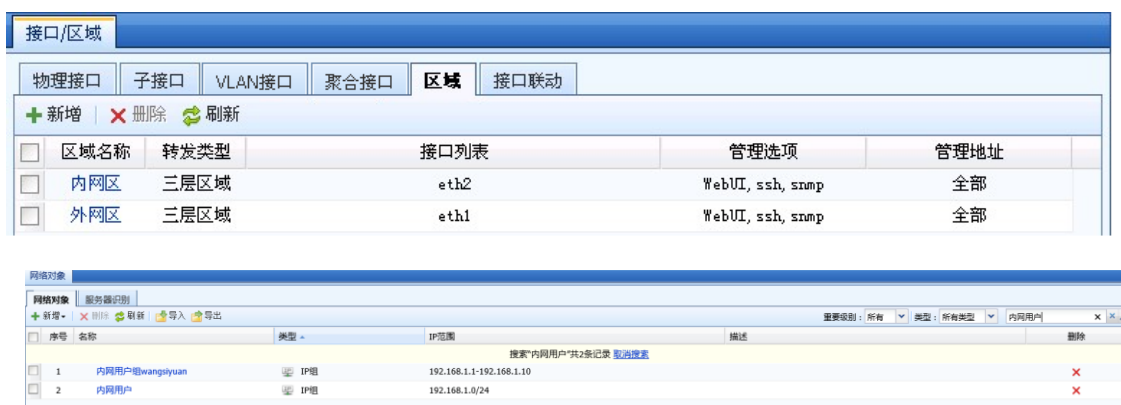 接口/区域
物理接口 子接口 VLAN接口 聚合接口 区域 接口联动
新增 删除 刷新
区域名称 转发类型 接口列表 管理选项 管理地址
内网区 三层区域 eth2 WebUI, ssh, snmp 全部
外网区 三层区域 eth1 WebUI, ssh, snmp 全部
网络对象
网络对象 服务器识别
新增 删除 刷新 导入 导出 重要级别: 所有 类型: 所有类型 内网用户
序号 名称 类型 IP范围 描述 删除
搜索"内网用户"共2条记录 取消搜索
1 内网用户组wangsiyuan IP组 192.168.1.1-192.168.1.10
2 内网用户 IP组 192.168.1.0/24